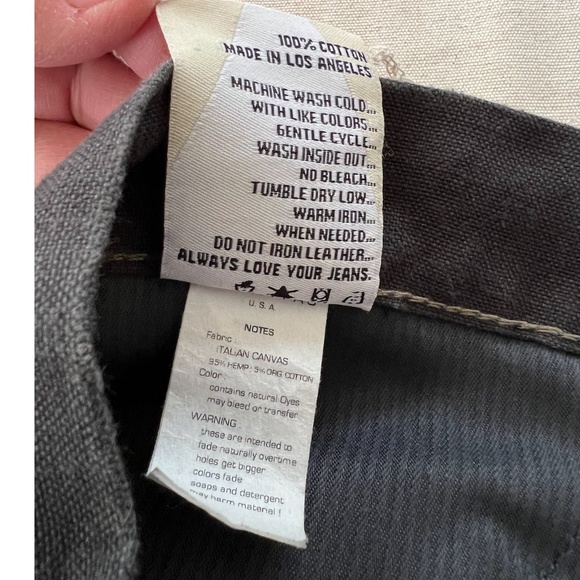 100% COTTON
MADE IN LOS ANGELES
MACHINE WASH COLD...
WITH LIKE COLORS...
GENTLE CYCLE...
WASH INSIDE OUT...
NO BLEACH...
TUMBLE DRY LOW...
WARM IRON...
WHEN NEEDED...
DO NOT IRON LEATHER...
ALWAYS LOVE YOUR JEANS.
U.S.A.
NOTES
Fabric:
ITALIAN CANVAS
95% HEMP · 5% ORG COTTON
Color:
contains natural Dyes
may bleed or transfer
WARNING:
these are intended to
fade naturally overtime
holes get bigger
colors fade
soaps and detergent
may harm material!